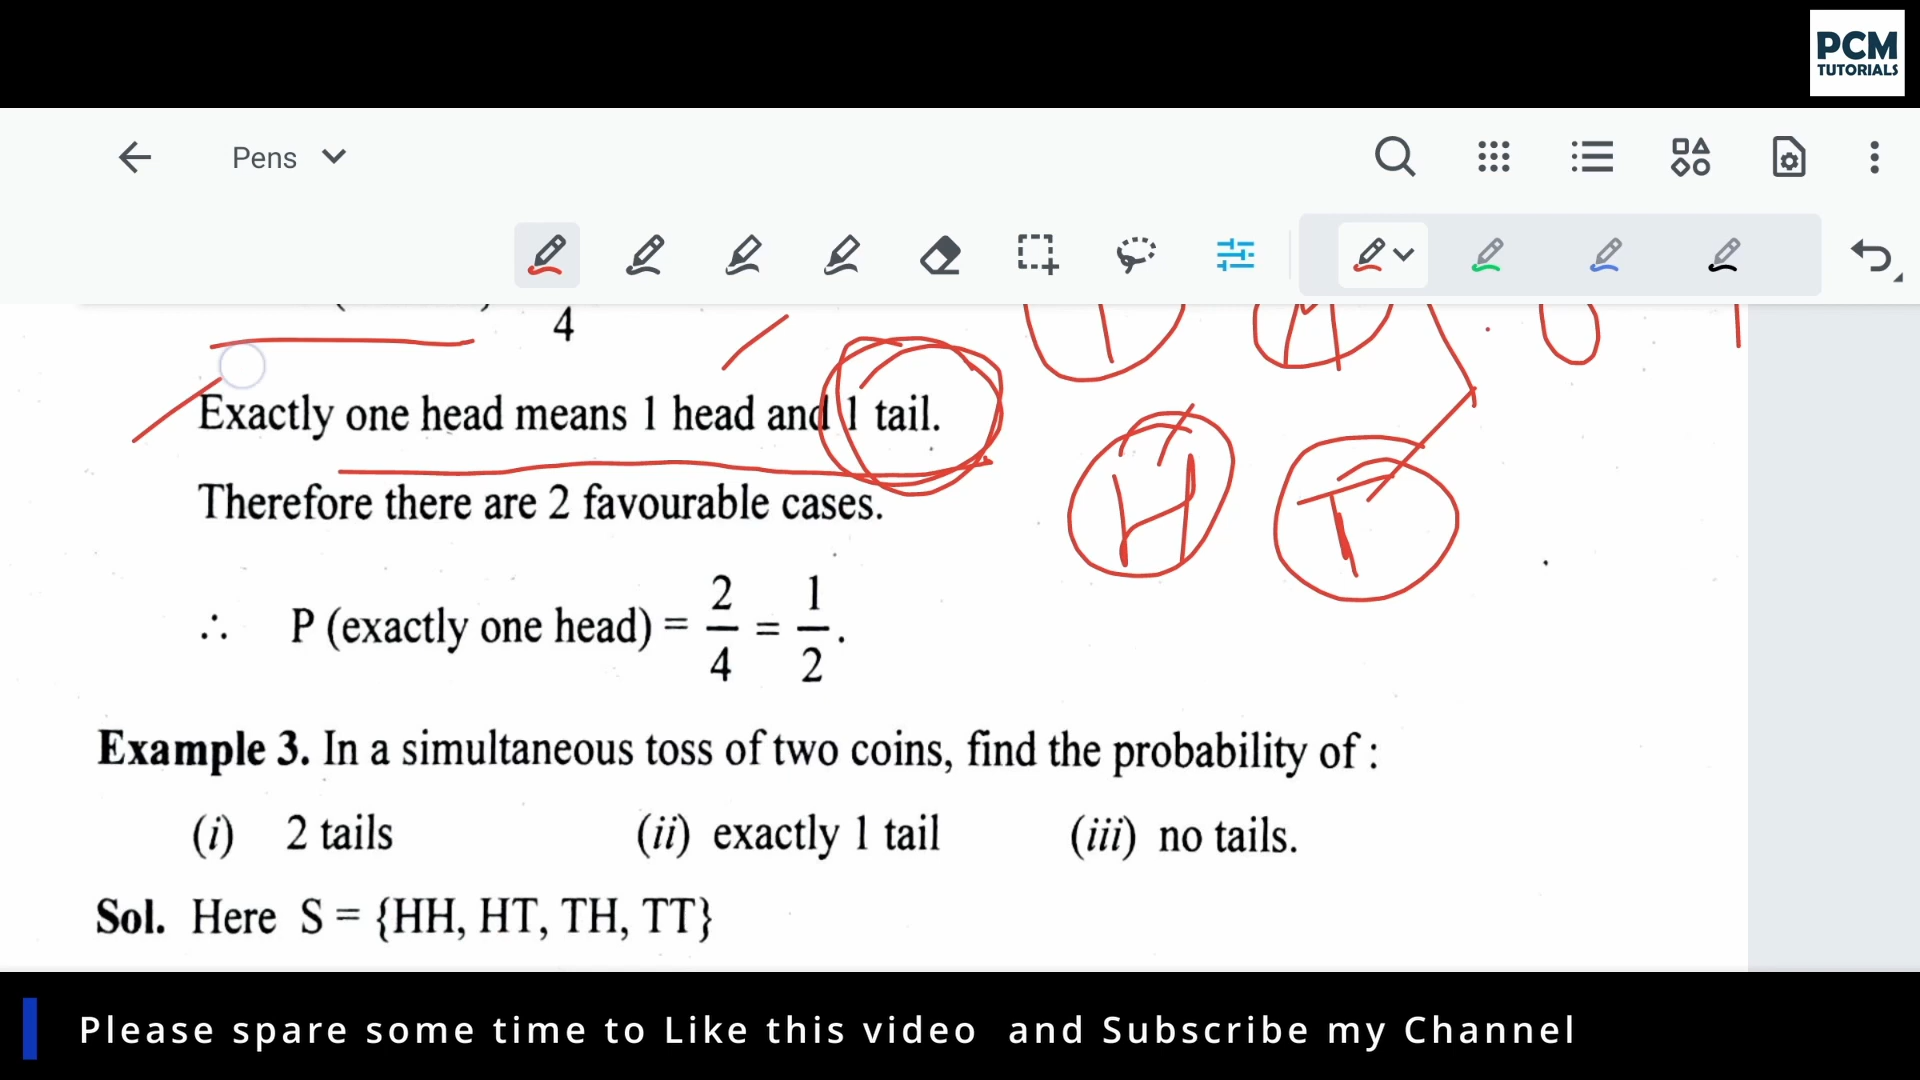 PCM
TUTORIALS
Pens
4
Exactly one head means 1 head and 1 tail.
Therefore there are 2 favourable cases.
H T
∴ P (exactly one head) = 2/4 = 1/2.
Example 3. In a simultaneous toss of two coins, find the probability of :
(i) 2 tails (ii) exactly 1 tail (iii) no tails.
Sol. Here S = {HH, HT, TH, TT}
Please spare some time to Like this video and Subscribe my Channel